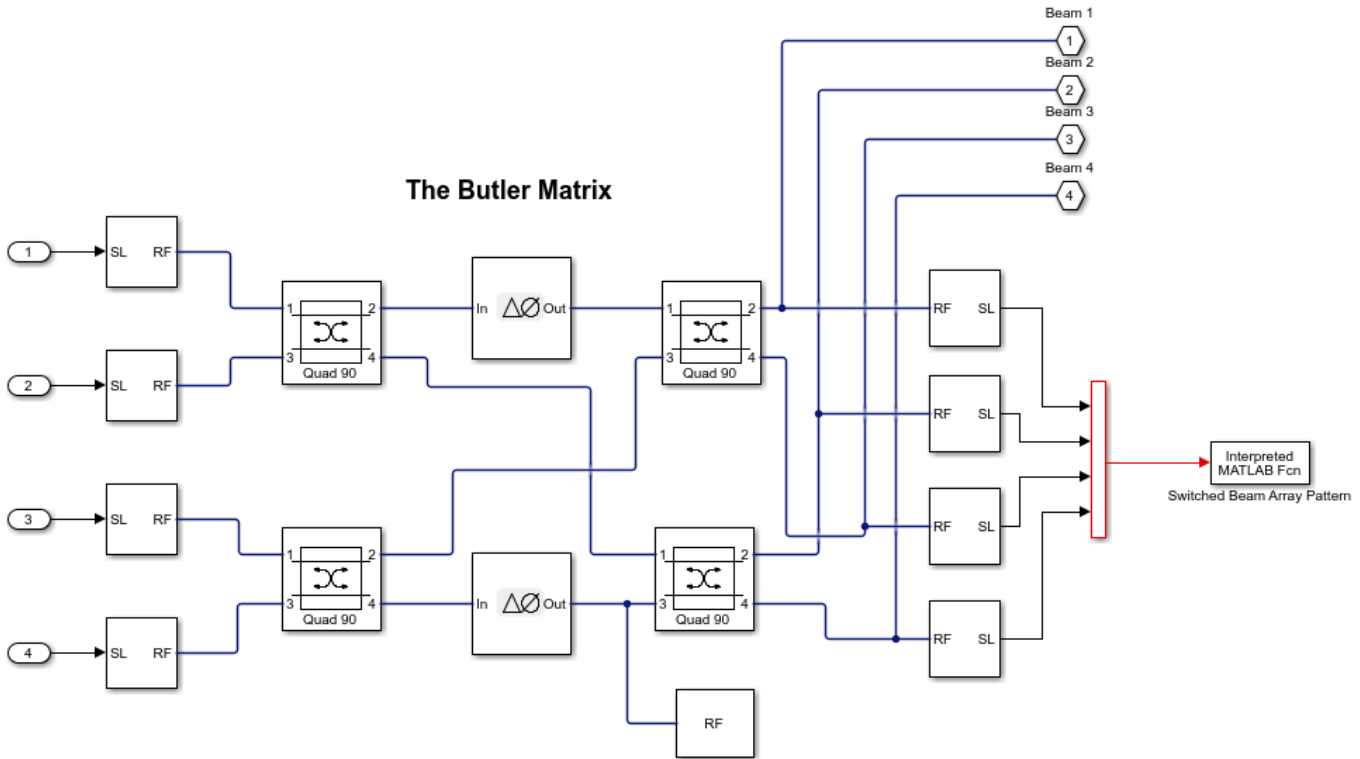 Beam 1
1
Beam 2
2
Beam 3
3
Beam 4
4
The Butler Matrix
1
SL RF
2
SL RF
3
SL RF
4
SL RF
1 2
3 4
Quad 90
In ΔØ Out
1 2
3 4
Quad 90
1 2
3 4
Quad 90
In ΔØ Out
1 2
3 4
Quad 90
RF
RF SL
RF SL
RF SL
RF SL
Interpreted
MATLAB Fcn
Switched Beam Array Pattern